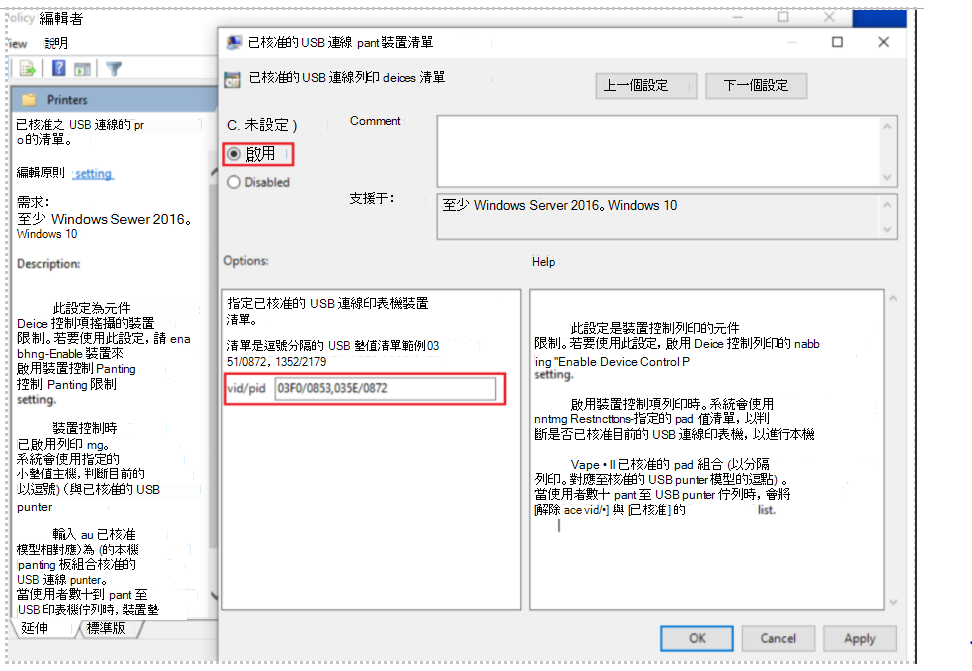 Policy 編輯者
iew 說明
Printers
已核准之 USB 連線的 pr
o的清單。
編輯原則 setting
需求:
至少 Windows Sewer 2016。
Windows 10
Description:
此設定為元件
Deice 控制項搖攝的裝置
限制。若要使用此設定, 請 ena
bhng-Enable 裝置來
啟用裝置控制 Panting
控制 Panting 限制
setting.
裝置控制時
已啟用列印 mg。
系統會使用指定的
小墊值主機, 判斷目前的
以逗號) (與已核准的 USB
punter
輸入 au 已核准
模型相對應) 為 (的本機
panting 板組合核准的
USB 連線 punter。
當使用者數十到 pant 至
USB 印表機佇列時, 裝置墊
延伸 標準版
已核准的 USB 連線 pant 裝置清單
已核准的 USB 連線列印 deices 清單
上一個設定 下一個設定
C. 未設定 ) Comment
啟用
Disabled
支援于:
至少 Windows Server 2016。Windows 10
Options:
Help
指定已核准的 USB 連線印表機裝置
清單。
清單是逗號分隔的 USB 墊值清單範例 03
51/0872, 1352/2179
vid/pid 03F0/0853,035E/0872
此設定是裝置控制列印的元件
限制。若要使用此設定, 啟用 Deice 控制列印的 nabb
ing "Enable Device Control P
setting.
啟用裝置控制項列印時。系統會使用
nntmg Restncttons-指定的 pad 值清單, 以判
斷是否已核准目前的 USB 連線印表機, 以進行本機
Vape • II 已核准的 pad 組合 (以分隔
列印。對應至核准的 USB punter 模型的逗點) 。
當使用者數十 pant 至 USB punter 佇列時, 會將
[解除 ace vid/•] 與 [已核准] 的 list.
OK Cancel Apply